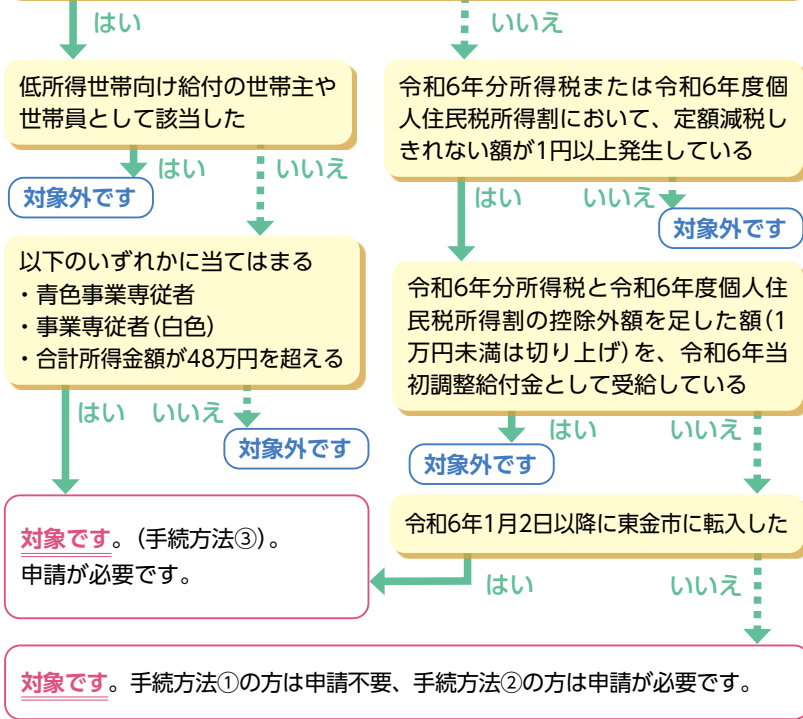 はい
いいえ
低所得世帯向け給付の世帯主や
世帯員として該当した
令和6年分所得税または令和6年度個
人住民税所得割において、定額減税し
きれない額が1円以上発生している
はい
いいえ
対象外です
はい
いいえ
対象外です
以下のいずれかに当てはまる
・青色事業専従者
・事業専従者(白色)
・合計所得金額が48万円を超える
令和6年分所得税と令和6年度個人住
民税所得割の控除外額を足した額(1
万円未満は切り上げ)を、令和6年当
初調整給付金として受給している
はい
いいえ
対象外です
はい
いいえ
対象外です
対象です。(手続方法③)。
申請が必要です。
令和6年1月2日以降に東金市に転入した
はい
いいえ
対象です。手続方法①の方は申請不要、手続方法②の方は申請が必要です。